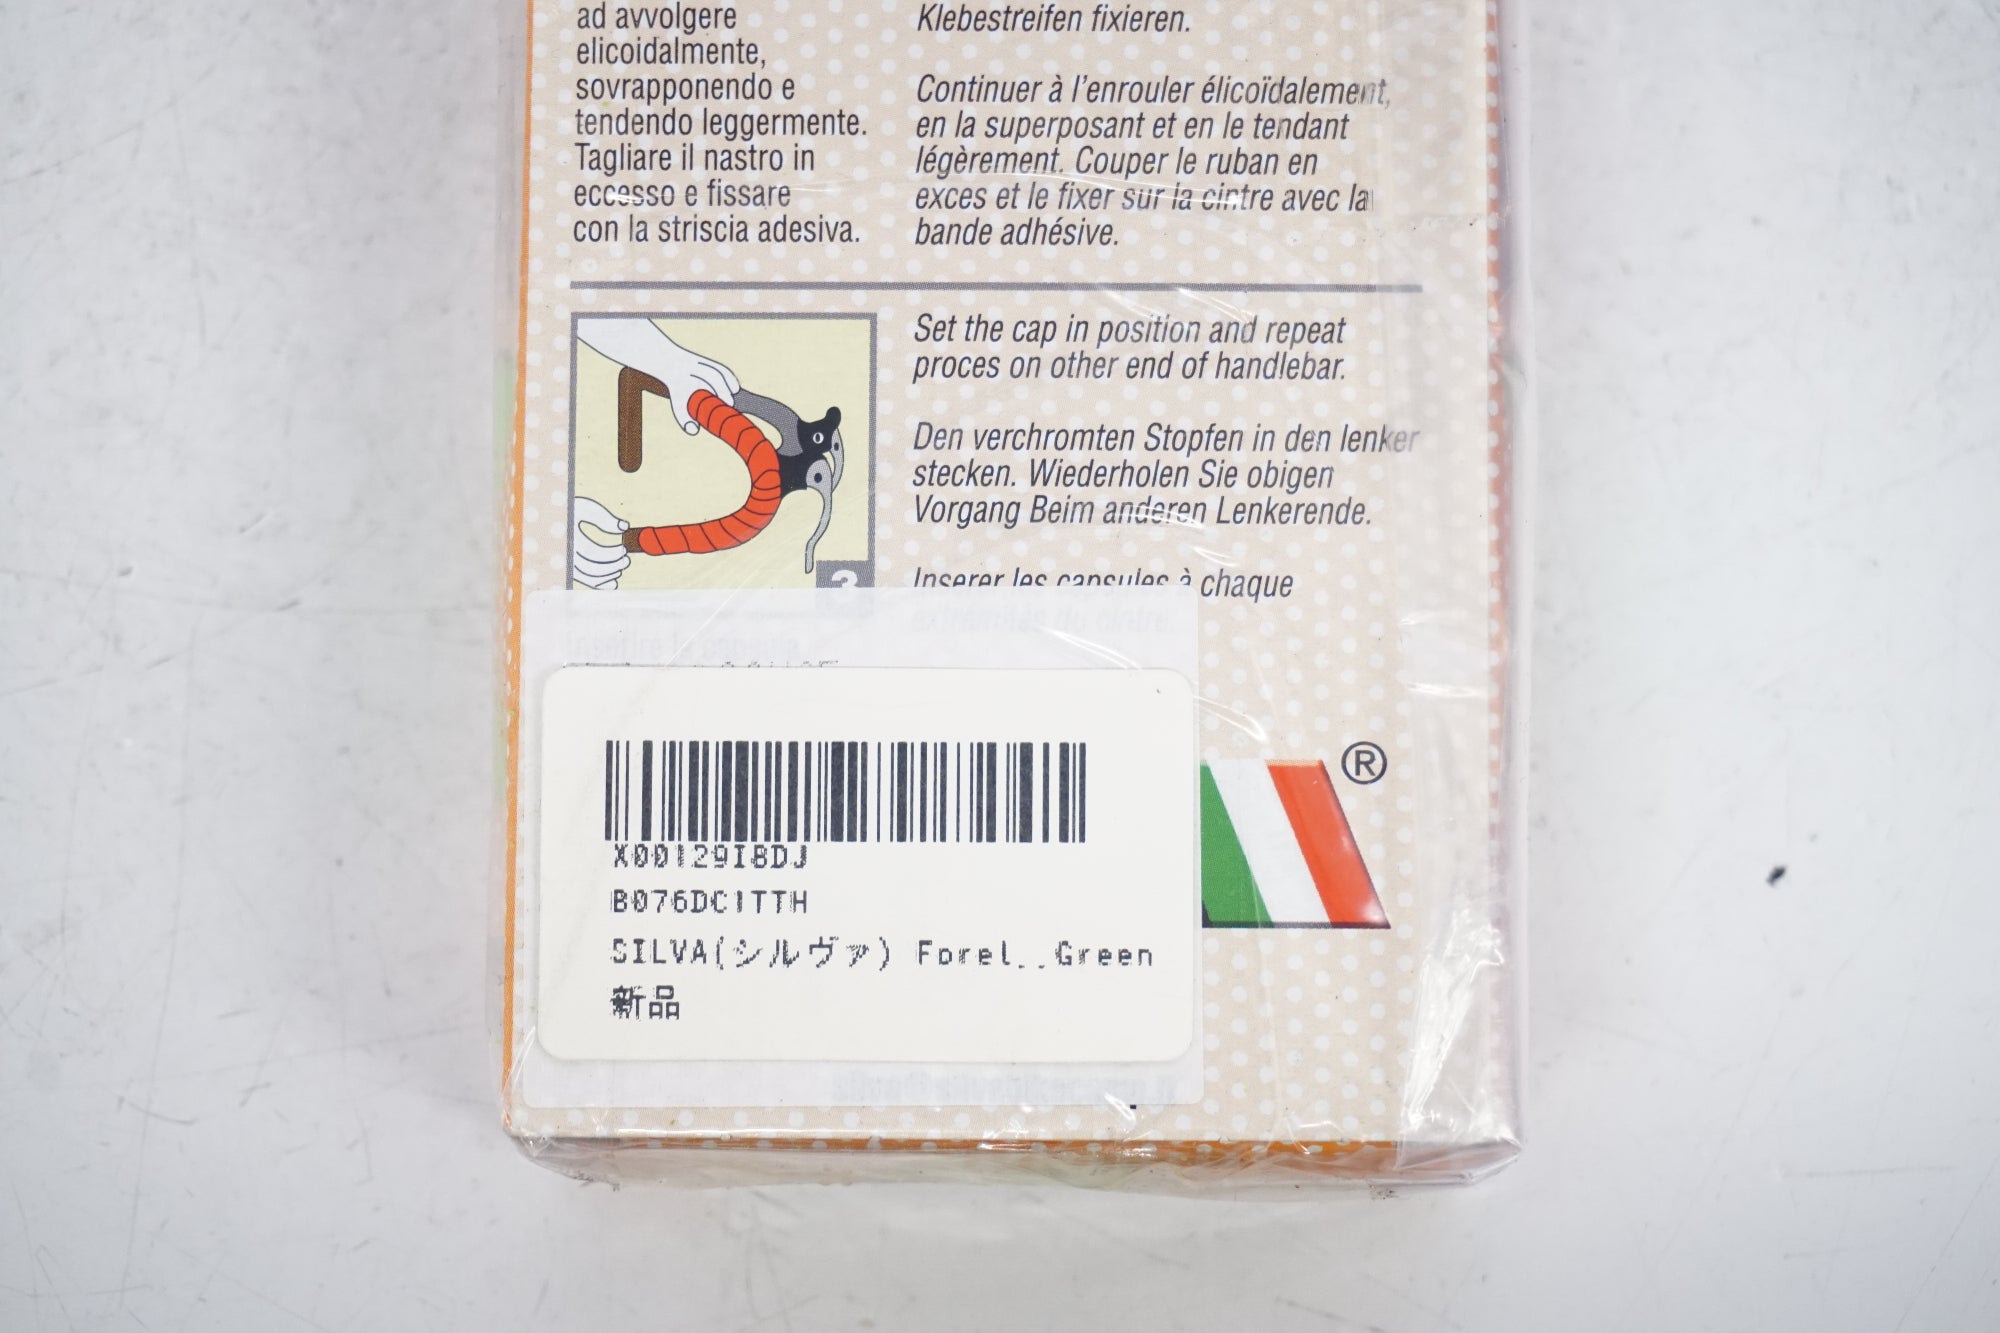 ad avvolgere
elicoidalmente,
sovrapponendo e
tendendo leggermente.
Tagliare il nastro in
eccesso e fissare
con la striscia adesiva.
Klebestreifen fixieren.
Continuer à l'enrouler élicoïdalement,
en la superposant et en le tendant
légèrement. Couper le ruban en
exces et le fixer sur la cintre avec la
bande adhésive.
3
Set the cap in position and repeat
proces on other end of handlebar.
Den verchromten Stopfen in den lenker
stecken. Wiederholen Sie obigen
Vorgang Beim anderen Lenkerende.
Inserer les capsules à chaque
extremites du cintre.
®
X00129I8DJ
B076DC1TTH
SILVA(シルヴァ) Forel..Green
新品